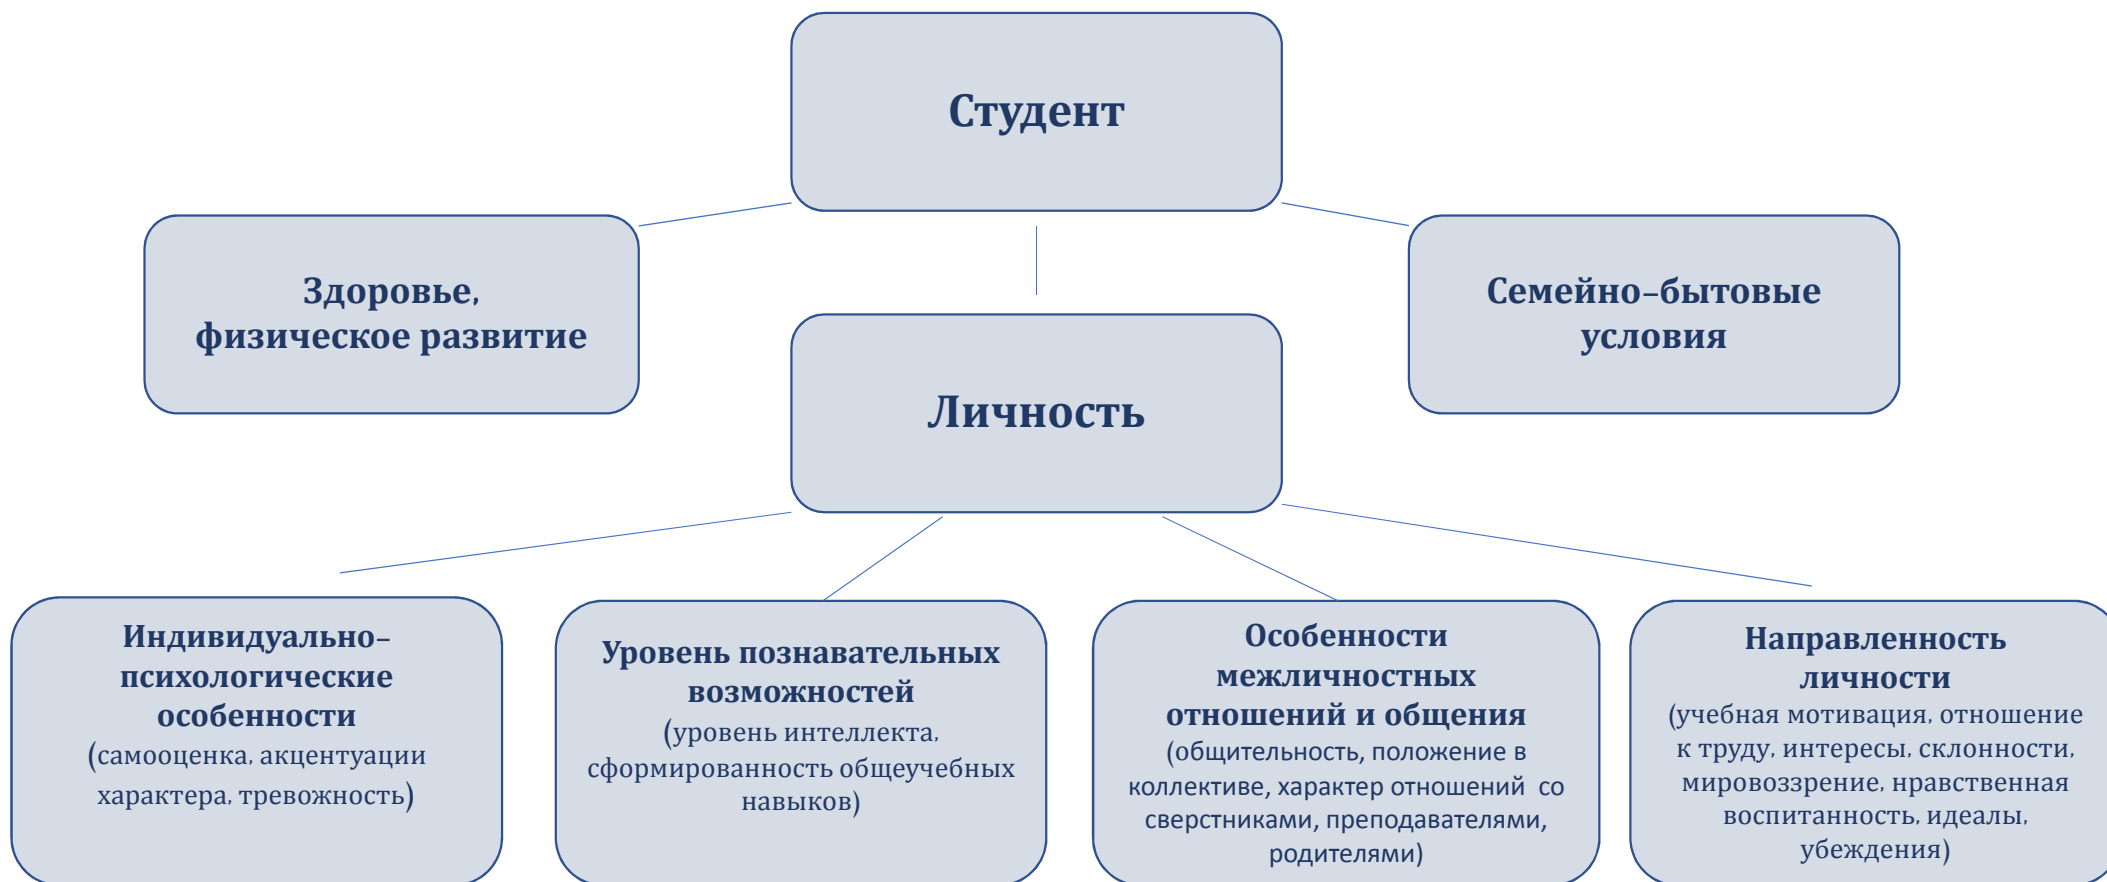 Студент
Здоровье,
физическое развитие
Семейно-бытовые
условия
Личность
Индивидуально-
психологические
особенности
(самооценка, акцентуации
характера, тревожность)
Уровень познавательных
возможностей
(уровень интеллекта,
сформированность общеучебных
навыков)
Особенности
межличностных
отношений и общения
(общительность, положение в
коллективе, характер отношений со
сверстниками, преподавателями,
родителями)
Направленность
личности
(учебная мотивация, отношение
к труду, интересы, склонности,
мировоззрение, нравственная
воспитанность, идеалы,
убеждения)